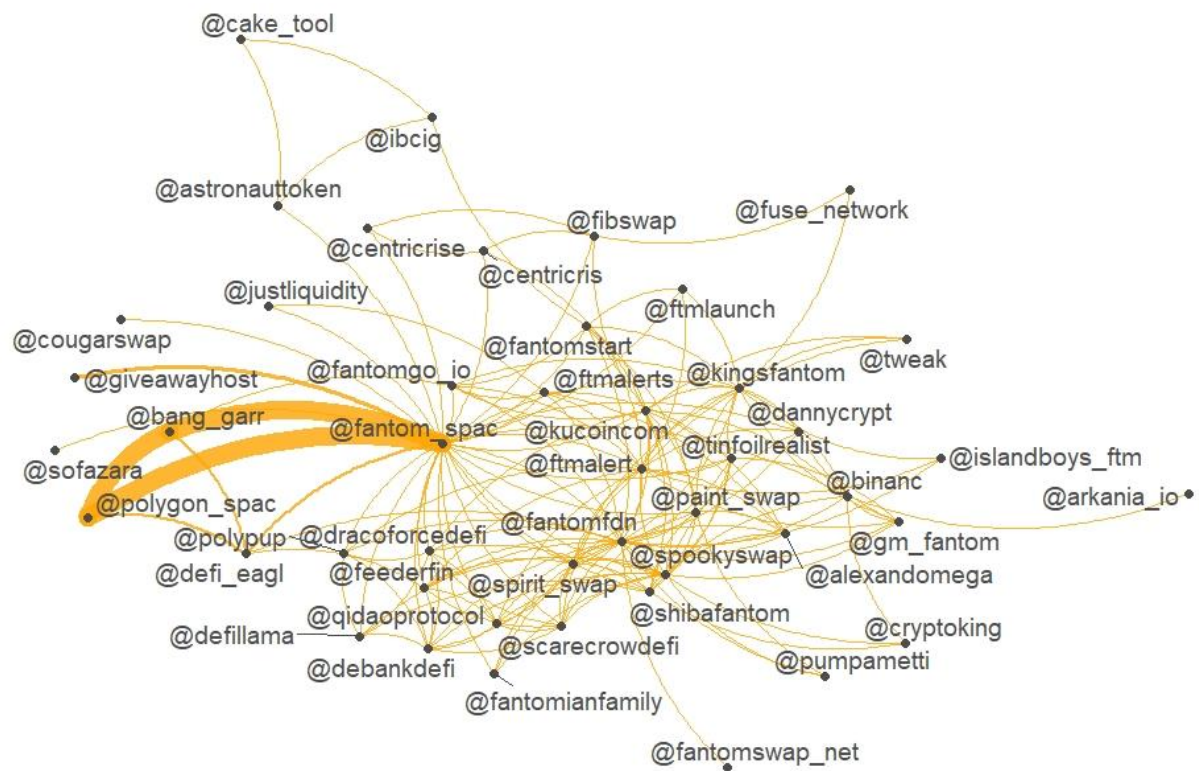 @cake_tool
@ibcig
@astronauttoken
@fuse_network
@fibswap
@centricrise
@centricris
@justliquidity
@ftmlaunch
@cougarswap
@fantomstart
@tweak
@giveawayhost
@fantomgo_io
@ftmalerts
@kingsfantom
@bang_garr
@dannycrypt
@fantom_spac
@kucoincom
@tinfoilrealist
@sofazara
@ftmalert
@islandboys_ftm
@binanc
@arkania_io
@polygon_spac
@paint_swap
@fantomfdn
@polypup
@dracoforcedefi
@gm_fantom
@spookyswap
@defi_eagl
@feederfin
@spirit_swap
@alexandomega
@qidaoprotocol
@shibafantom
@defillama
@scarecrowdefi
@cryptoking
@debankdefi
@pumpametti
@fantomianfamily
@fantomswap_net